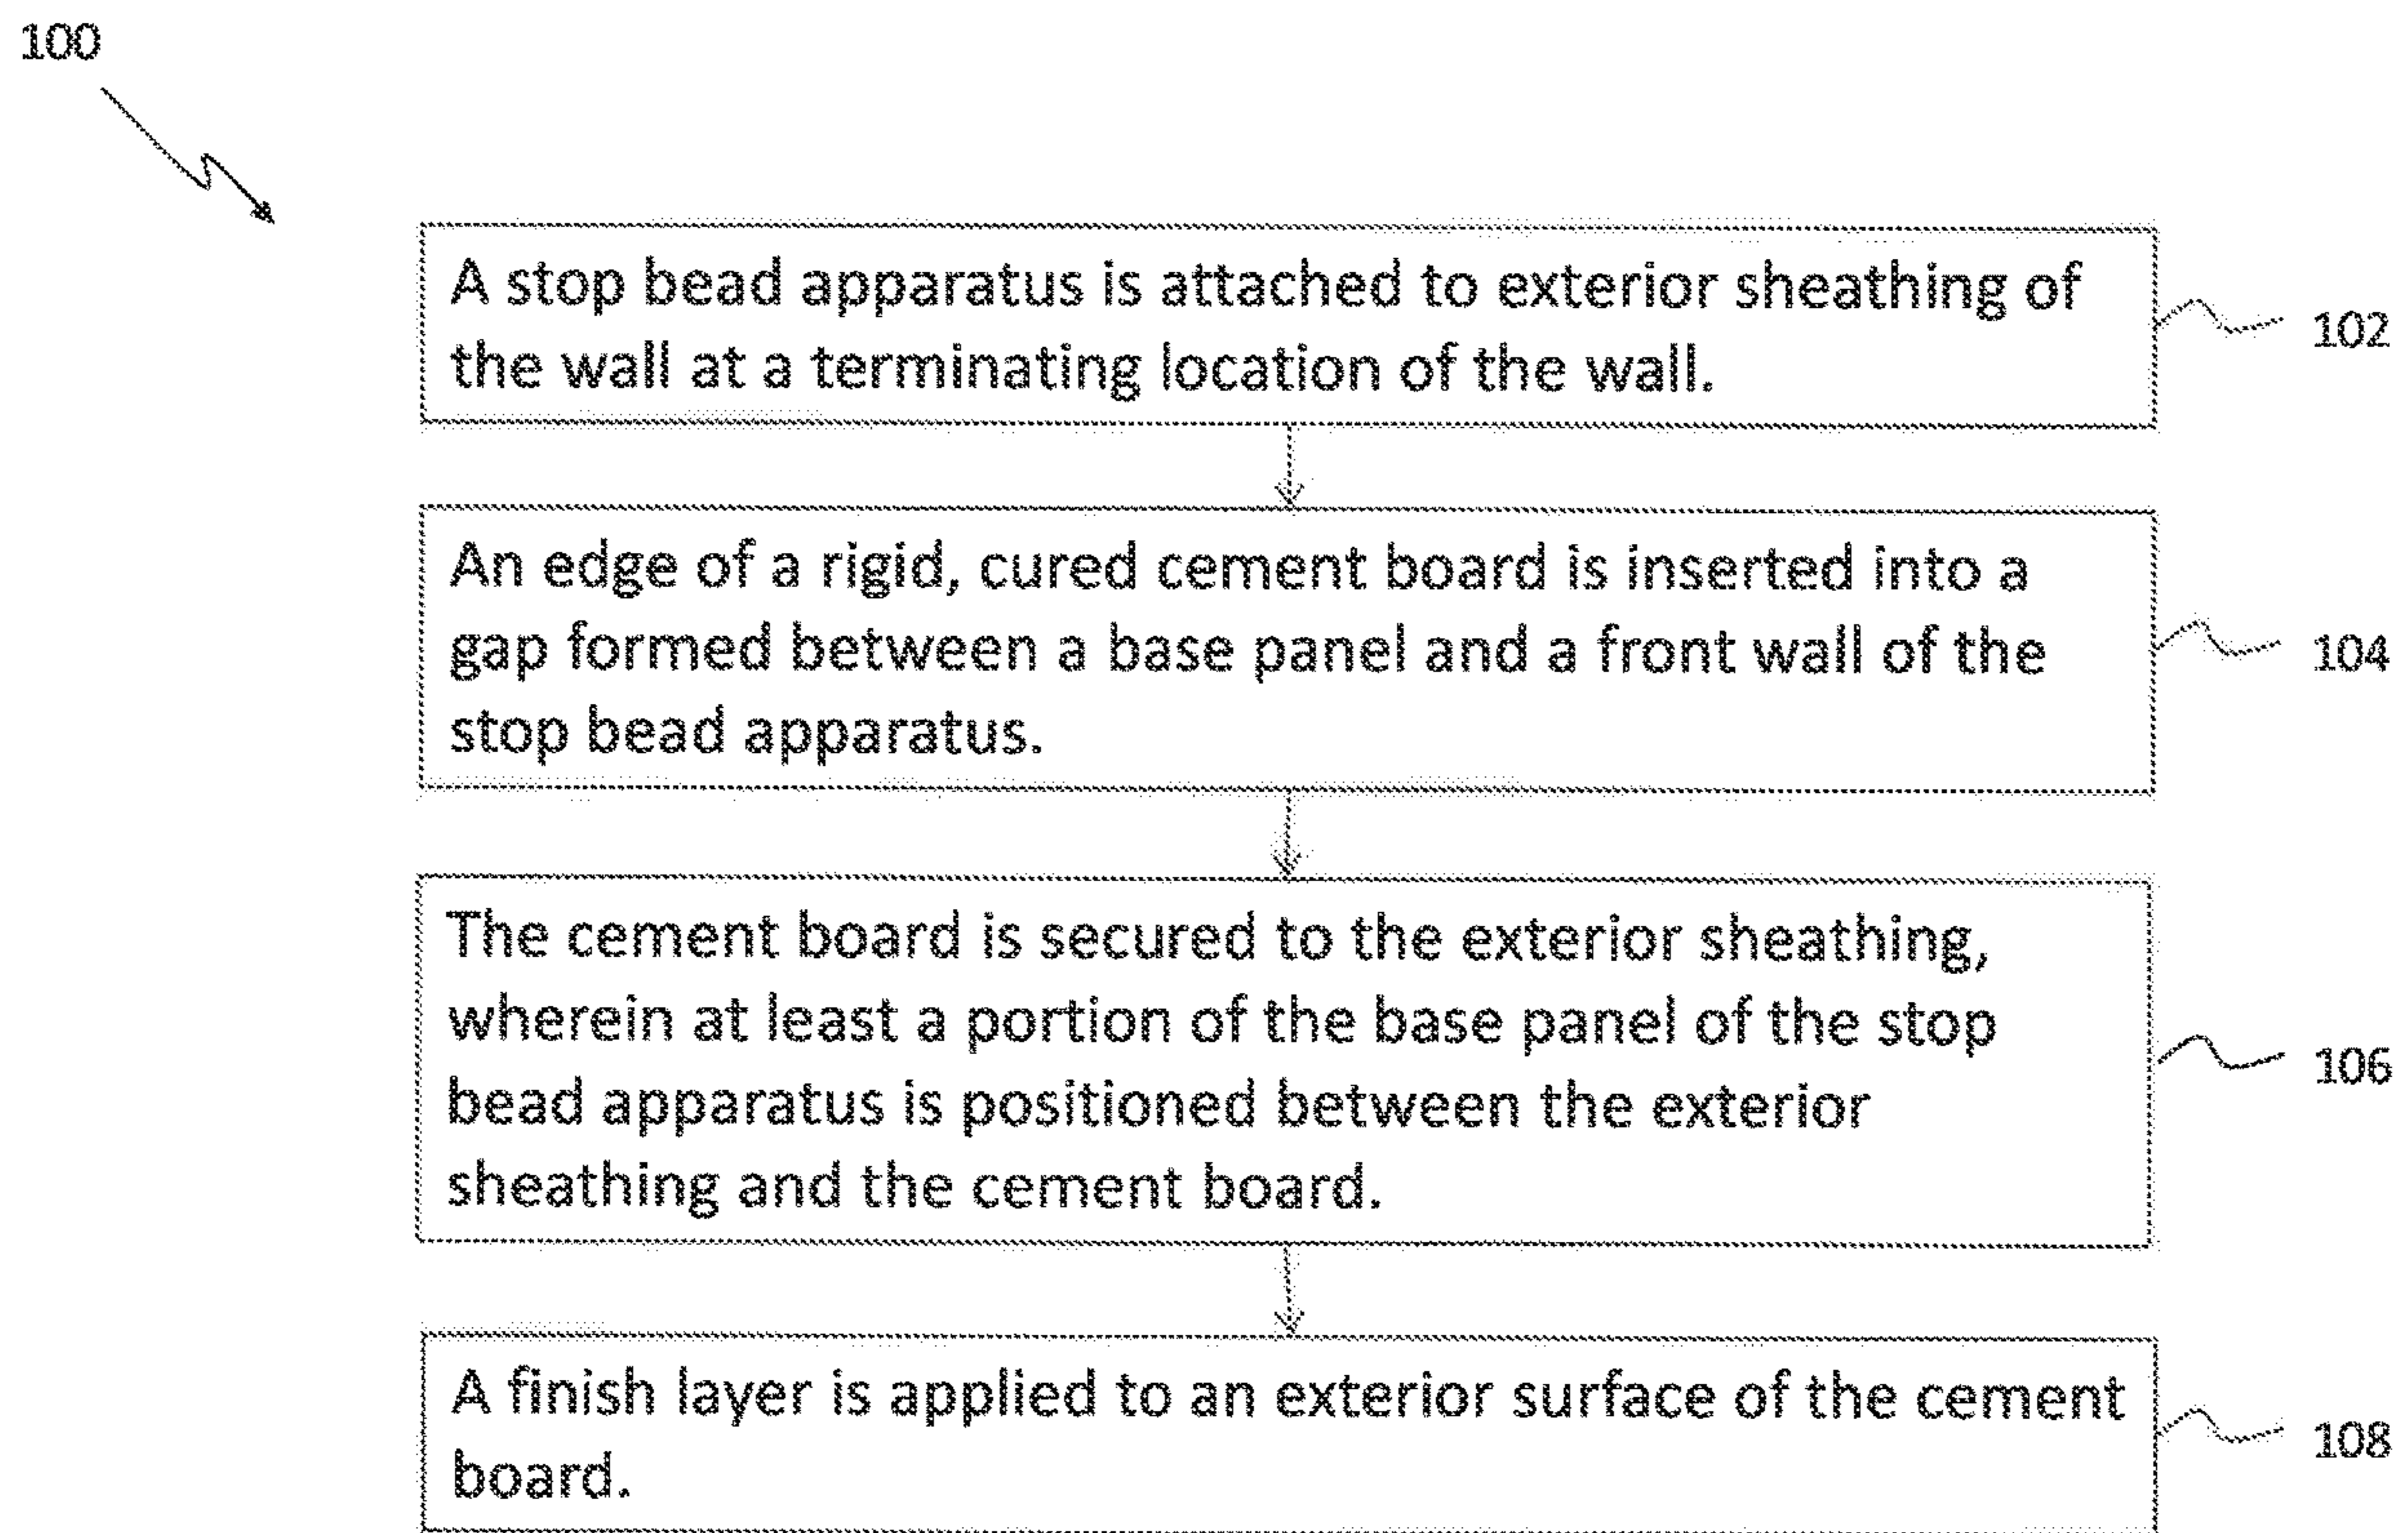 100
A stop bead apparatus is attached to exterior sheathing of
the wall at a terminating location of the wall.
102
An edge of a rigid, cured cement board is inserted into a
gap formed between a base panel and a front wall of the
stop bead apparatus.
104
The cement board is secured to the exterior sheathing,
wherein at least a portion of the base panel of the stop
bead apparatus is positioned between the exterior
sheathing and the cement board.
106
A finish layer is applied to an exterior surface of the cement
board.
108